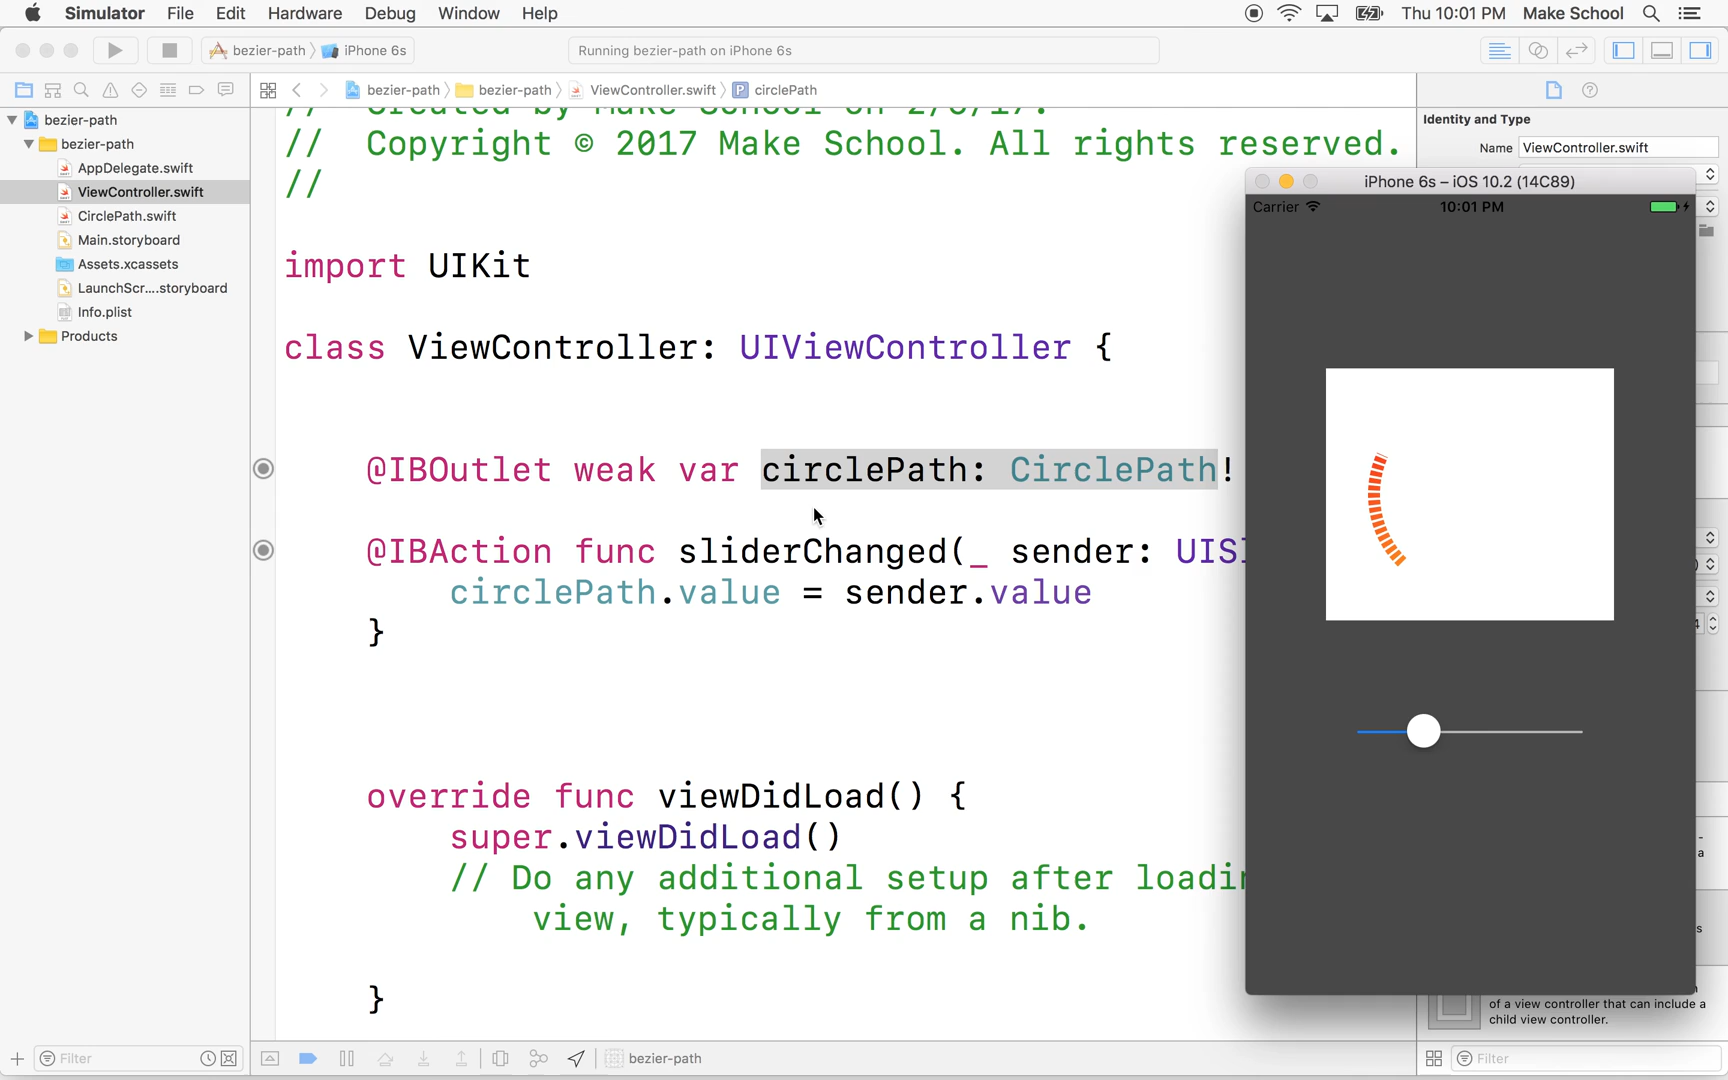 Simulator File Edit Hardware Debug Window Help Thu 10:01 PM Make School
bezier-path iPhone 6s Running bezier-path on iPhone 6s
bezier-path bezier-path ViewController.swift P circlePath
bezier-path
bezier-path
AppDelegate.swift
ViewController.swift
CirclePath.swift
Main.storyboard
Assets.xcassets
LaunchScr....storyboard
Info.plist
Products
// Copyright © 2017 Make School. All rights reserved.
//
import UIKit
class ViewController: UIViewController {
@IBOutlet weak var circlePath: CirclePath!
@IBAction func sliderChanged(_ sender: UISl
circlePath.value = sender.value
}
override func viewDidLoad() {
super.viewDidLoad()
// Do any additional setup after loadin
view, typically from a nib.
}
Identity and Type
Name ViewController.swift
iPhone 6s – iOS 10.2 (14C89)
Carrier 10:01 PM
of a view controller that can include a
child view controller.
Filter bezier-path Filter